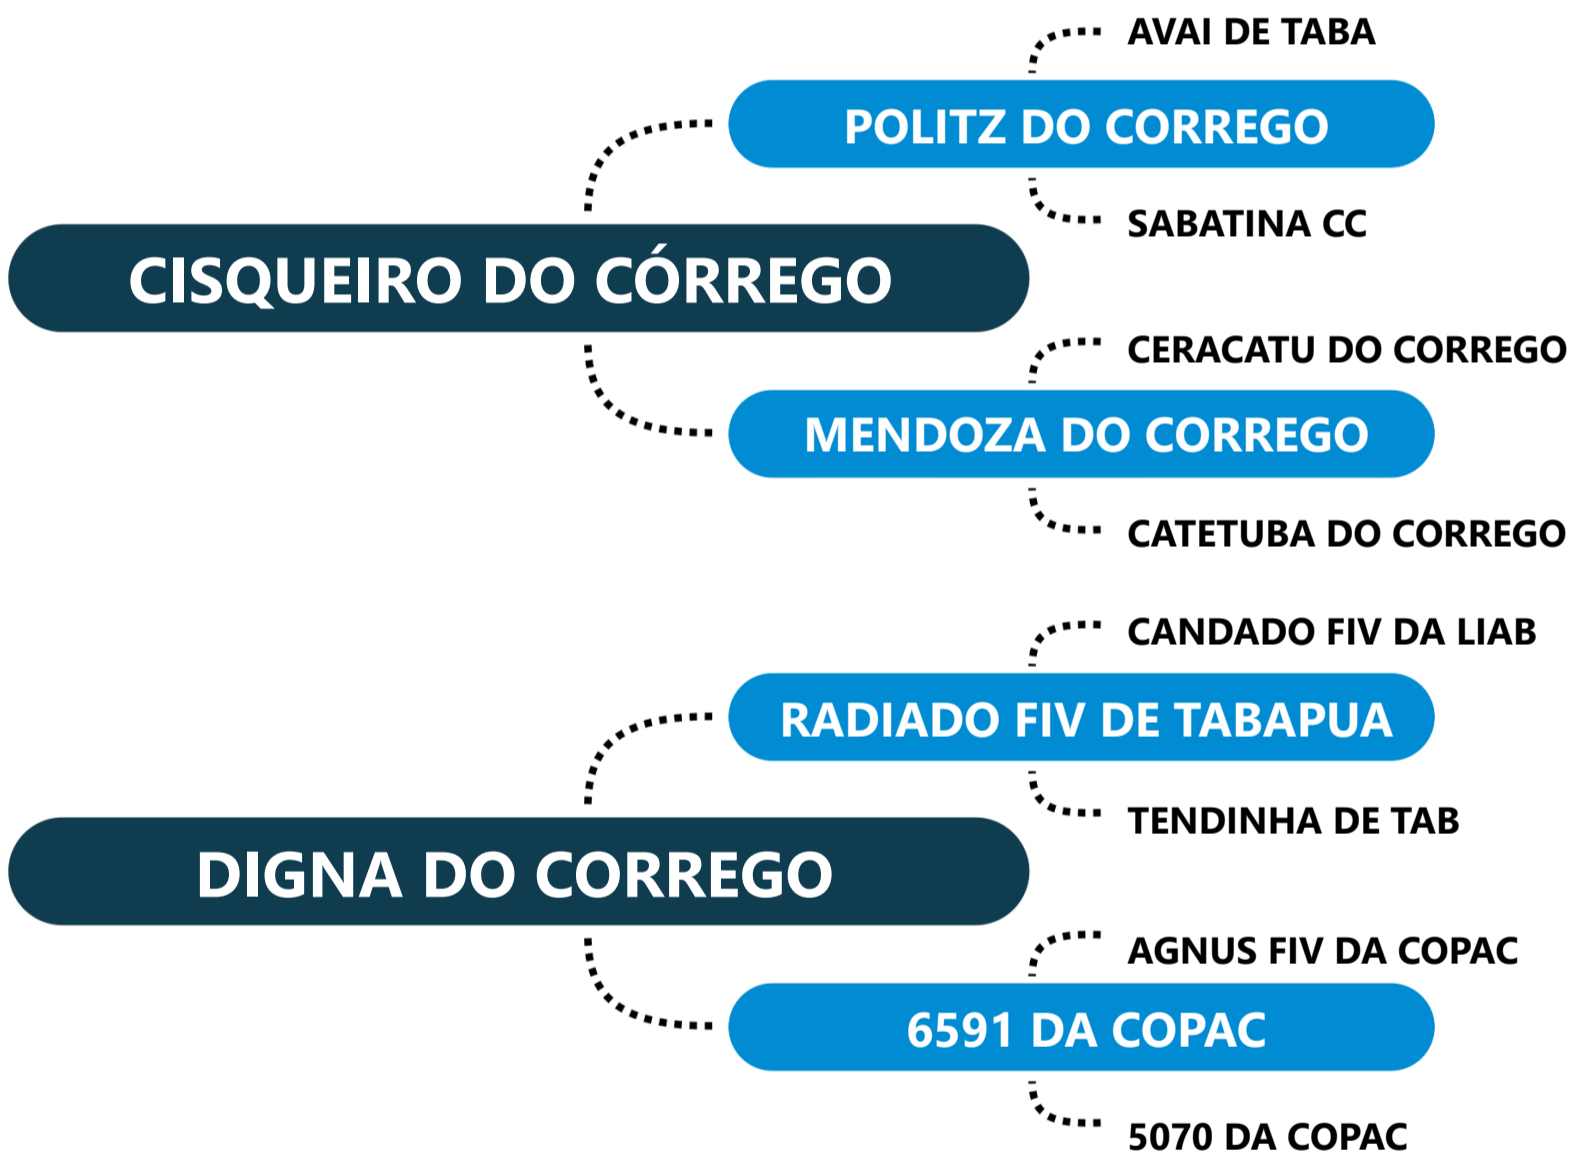 AVAI DE TABA
POLITZ DO CORREGO
SABATINA CC
CISQUEIRO DO CÓRREGO
CERACATU DO CORREGO
MENDOZA DO CORREGO
CATETUBA DO CORREGO
CANDADO FIV DA LIAB
RADIADO FIV DE TABAPUA
TENDINHA DE TAB
DIGNA DO CORREGO
AGNUS FIV DA COPAC
6591 DA COPAC
5070 DA COPAC